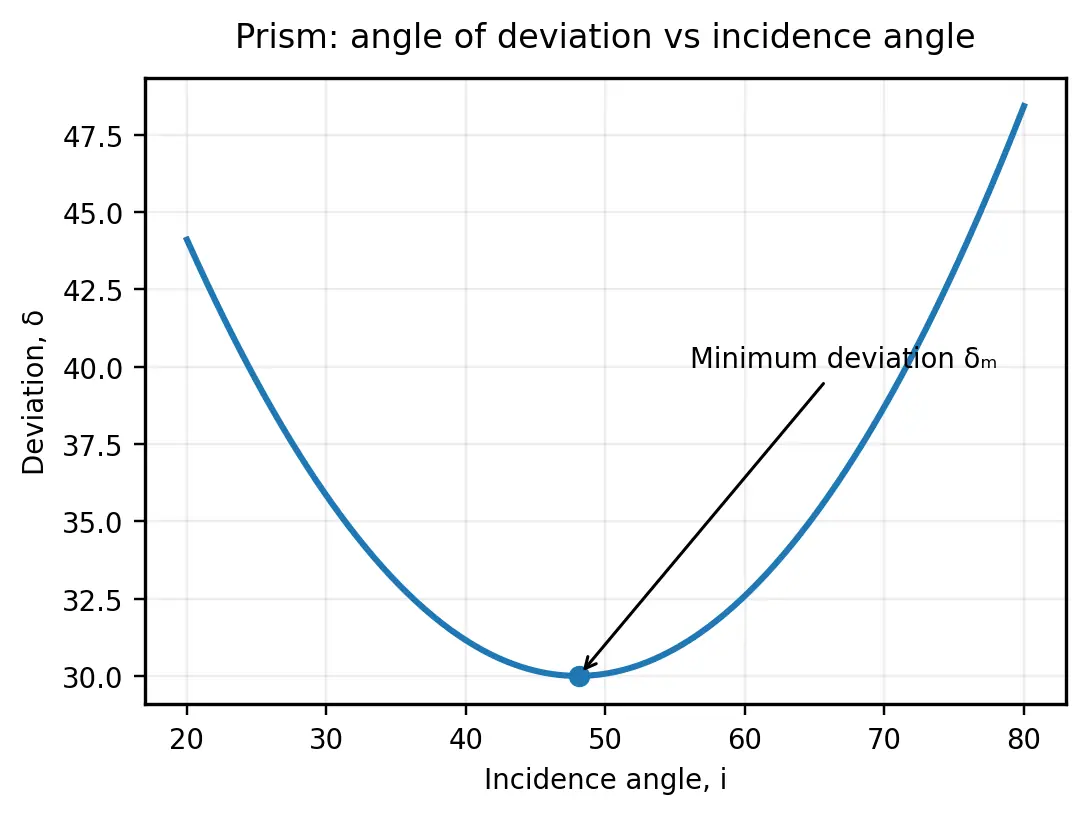 Prism: angle of deviation vs incidence angle
47.5
45.0
42.5
40.0
37.5
35.0
32.5
30.0
Deviation, δ
Minimum deviation δₘ
20 30 40 50 60 70 80
Incidence angle, i